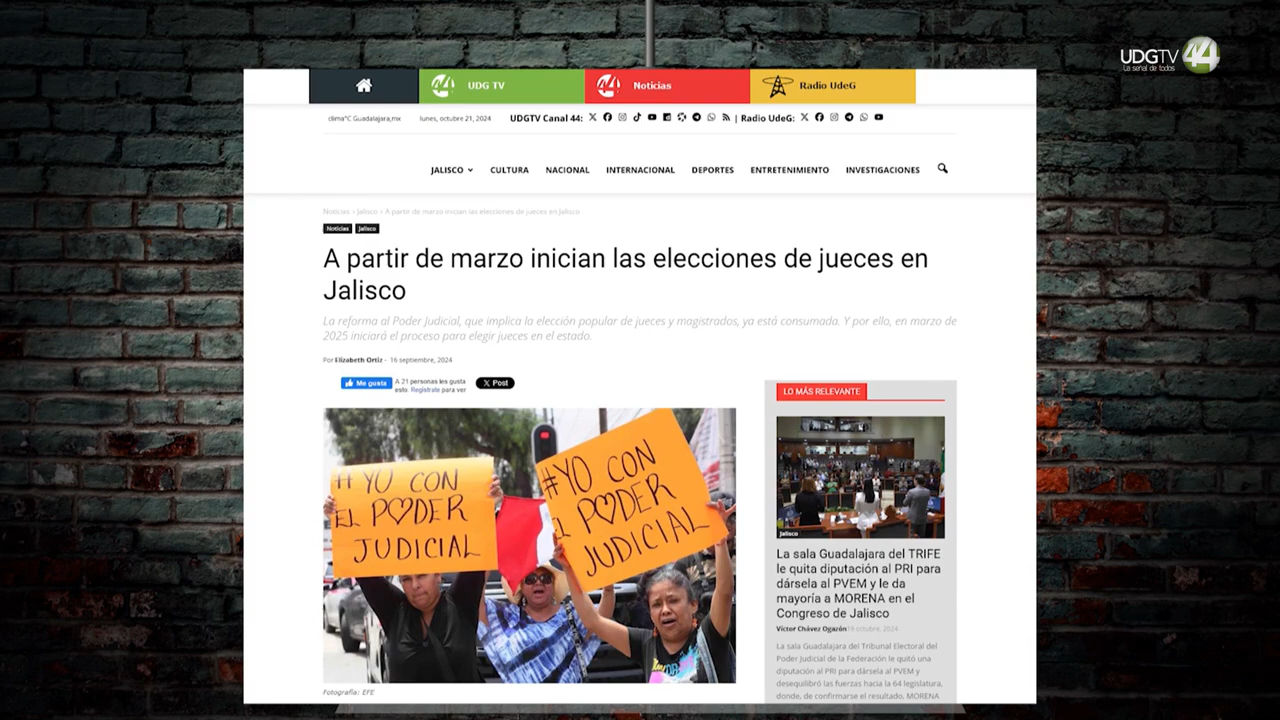 UDGTV 44
La señal de todos
44 UDG TV
44 Noticias
Radio UdeG
clima°C Guadalajara,mx
lunes, octubre 21, 2024
UDGTV Canal 44:
| Radio UdeG:
JALISCO
CULTURA
NACIONAL
INTERNACIONAL
DEPORTES
ENTRETENIMIENTO
INVESTIGACIONES
Noticias › Jalisco › A partir de marzo inician las elecciones de jueces en Jalisco
Noticias
Jalisco
A partir de marzo inician las elecciones de jueces en
Jalisco
La reforma al Poder Judicial, que implica la elección popular de jueces y magistrados, ya está consumada. Y por ello, en marzo de
2025 iniciará el proceso para elegir jueces en el estado.
Por Elizabeth Ortiz - 16 septiembre, 2024
Me gusta
A 21 personas les gusta
esto. Regístrate para ver
X Post
# YO CON
EL PODER
JUDICIAL
#YO CON
L PODER
JUDICIAL
Fotografía: EFE
LO MÁS RELEVANTE
Jalisco
La sala Guadalajara del TRIFE
le quita diputación al PRI para
dársela al PVEM y le da
mayoría a MORENA en el
Congreso de Jalisco
Víctor Chávez Ogazón octubre, 2024
La sala Guadalajara del Tribunal Electoral del
Poder Judicial de la Federación le quitó una
diputación al PRI para dársela al PVEM y
desequilibró las fuerzas hacia la 64 legislatura,
donde, de confirmarse el resultado, MORENA